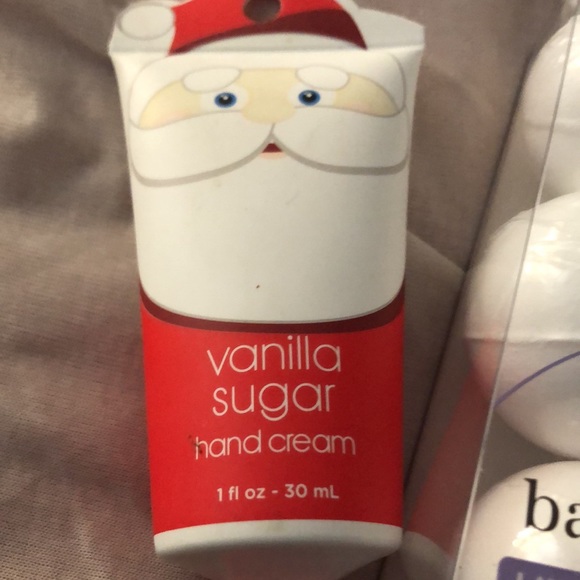 vanilla
sugar
hand cream
1 fl oz - 30 mL
ba